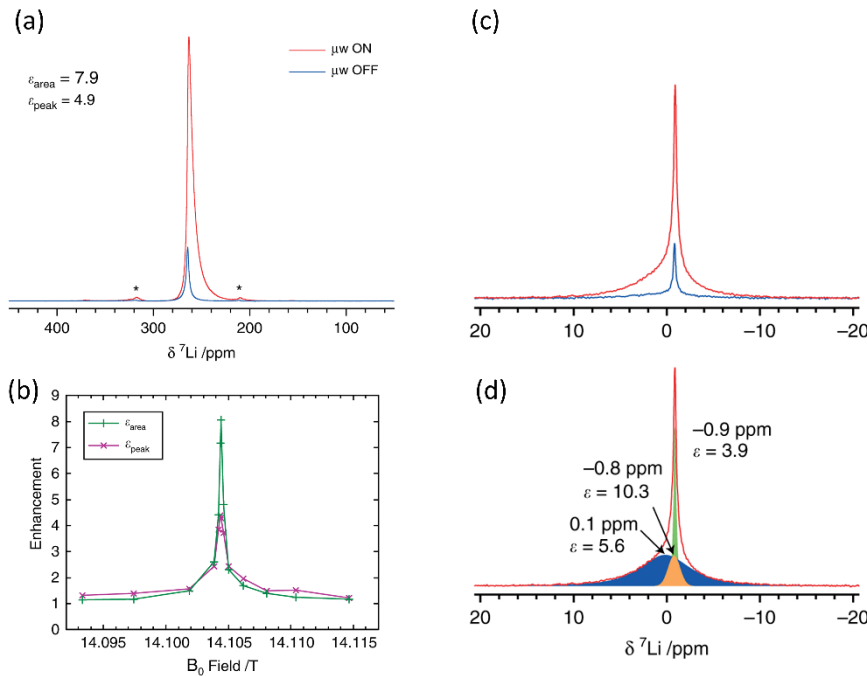 (a)
ε_area = 7.9
ε_peak = 4.9
μw ON
μw OFF
*
*
400 300 200 100
δ ⁷Li /ppm
(b)
ε_area
ε_peak
Enhancement
9
8
7
6
5
4
3
2
1
0
14.095 14.100 14.105 14.110 14.115
B₀ Field /T
(c)
20 10 0 −10 −20
(d)
−0.9 ppm
ε = 3.9
−0.8 ppm
ε = 10.3
0.1 ppm
ε = 5.6
20 10 0 −10 −20
δ ⁷Li /ppm